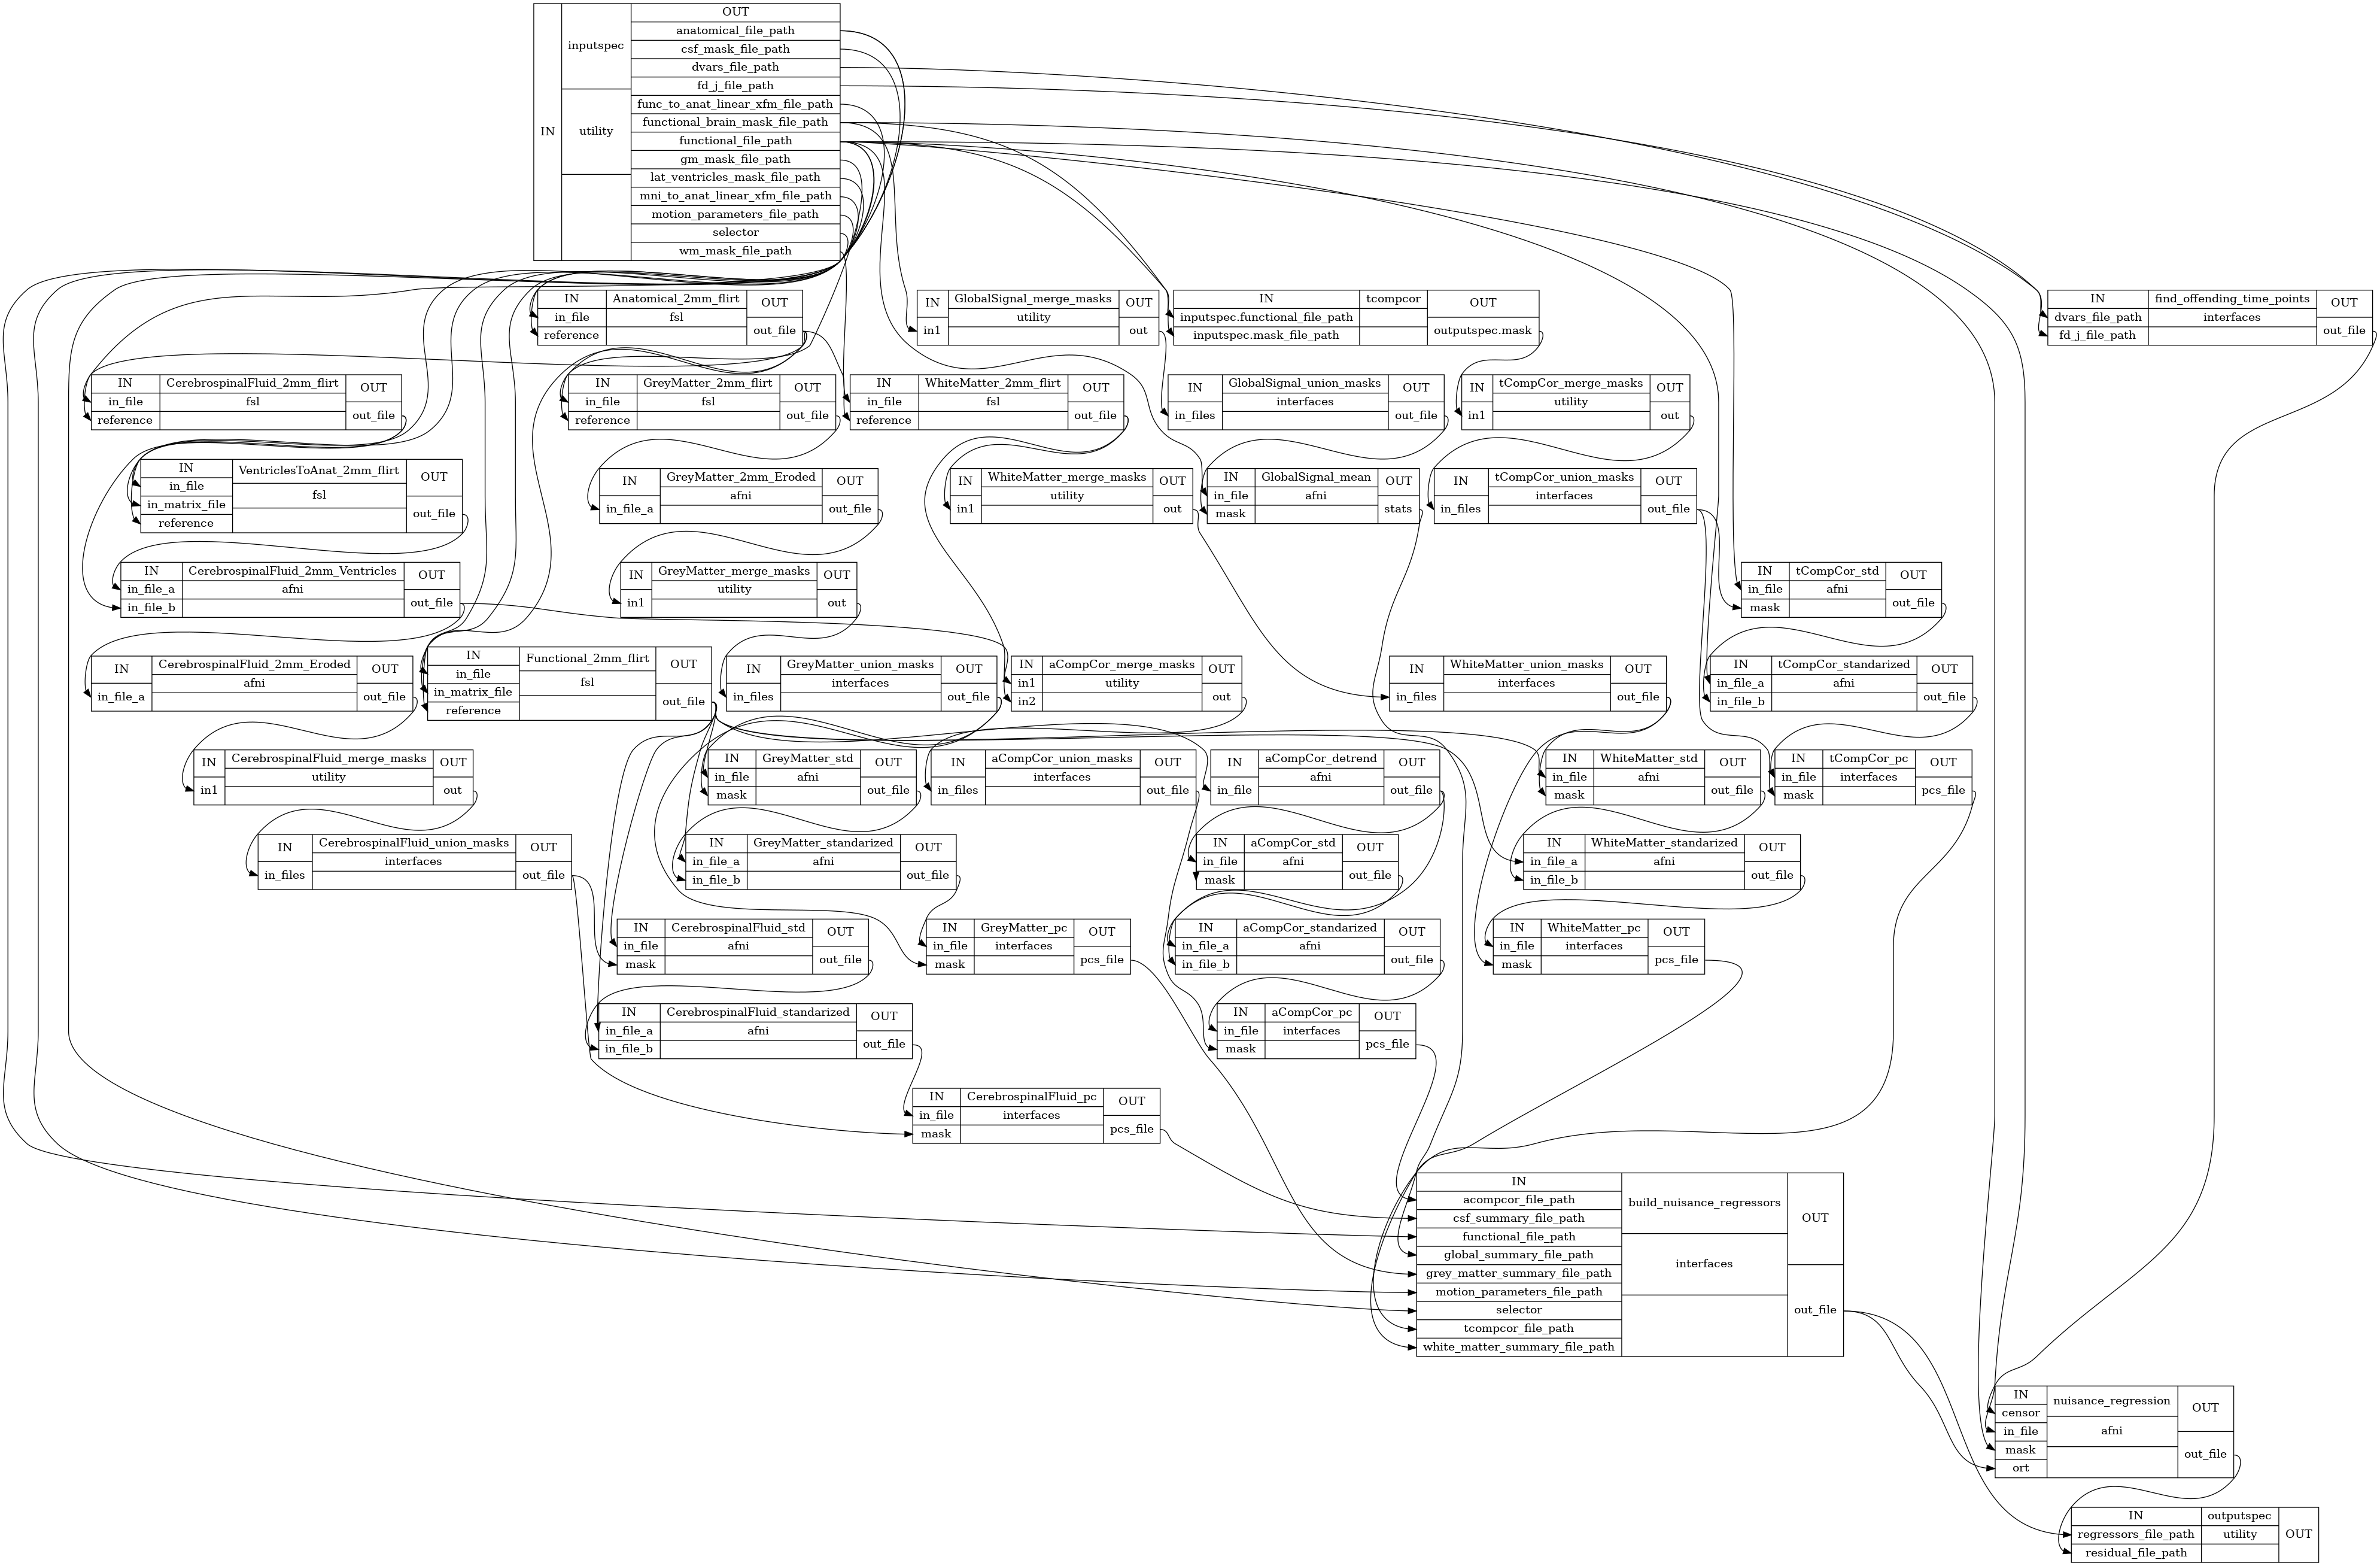 IN
inputspec
utility
OUT
anatomical_file_path
csf_mask_file_path
dvars_file_path
fd_j_file_path
func_to_anat_linear_xfm_file_path
functional_brain_mask_file_path
functional_file_path
gm_mask_file_path
lat_ventricles_mask_file_path
mni_to_anat_linear_xfm_file_path
motion_parameters_file_path
selector
wm_mask_file_path
IN
in_file
reference
Anatomical_2mm_flirt
fsl
OUT
out_file
IN
in1
GlobalSignal_merge_masks
utility
OUT
out
IN
inputspec.functional_file_path
inputspec.mask_file_path
tcompcor
OUT
outputspec.mask
IN
dvars_file_path
fd_j_file_path
find_offending_time_points
interfaces
OUT
out_file
IN
in_file
reference
CerebrospinalFluid_2mm_flirt
fsl
OUT
out_file
IN
in_file
reference
GreyMatter_2mm_flirt
fsl
OUT
out_file
IN
in_file
reference
WhiteMatter_2mm_flirt
fsl
OUT
out_file
IN
in_files
GlobalSignal_union_masks
interfaces
OUT
out_file
IN
in1
tCompCor_merge_masks
utility
OUT
out
IN
in_file
in_matrix_file
reference
VentriclesToAnat_2mm_flirt
fsl
OUT
out_file
IN
in_file_a
GreyMatter_2mm_Eroded
afni
OUT
out_file
IN
in1
WhiteMatter_merge_masks
utility
OUT
out
IN
in_file
mask
GlobalSignal_mean
afni
OUT
stats
IN
in_files
tCompCor_union_masks
interfaces
OUT
out_file
IN
in_file_a
in_file_b
CerebrospinalFluid_2mm_Ventricles
afni
OUT
out_file
IN
in1
GreyMatter_merge_masks
utility
OUT
out
IN
in_file
mask
tCompCor_std
afni
OUT
out_file
IN
in_file_a
CerebrospinalFluid_2mm_Eroded
afni
OUT
out_file
IN
in_file
in_matrix_file
reference
Functional_2mm_flirt
fsl
OUT
out_file
IN
in_files
GreyMatter_union_masks
interfaces
OUT
out_file
IN
in1
in2
aCompCor_merge_masks
utility
OUT
out
IN
in_files
WhiteMatter_union_masks
interfaces
OUT
out_file
IN
in_file_a
in_file_b
tCompCor_standarized
afni
OUT
out_file
IN
in1
CerebrospinalFluid_merge_masks
utility
OUT
out
IN
in_file
mask
GreyMatter_std
afni
OUT
out_file
IN
in_files
aCompCor_union_masks
interfaces
OUT
out_file
IN
in_file
aCompCor_detrend
afni
OUT
out_file
IN
in_file
mask
WhiteMatter_std
afni
OUT
out_file
IN
in_file
mask
tCompCor_pc
interfaces
OUT
pcs_file
IN
in_files
CerebrospinalFluid_union_masks
interfaces
OUT
out_file
IN
in_file_a
in_file_b
GreyMatter_standarized
afni
OUT
out_file
IN
in_file
mask
aCompCor_std
afni
OUT
out_file
IN
in_file_a
in_file_b
WhiteMatter_standarized
afni
OUT
out_file
IN
in_file
mask
CerebrospinalFluid_std
afni
OUT
out_file
IN
in_file
mask
GreyMatter_pc
interfaces
OUT
pcs_file
IN
in_file_a
in_file_b
aCompCor_standarized
afni
OUT
out_file
IN
in_file
mask
WhiteMatter_pc
interfaces
OUT
pcs_file
IN
in_file_a
in_file_b
CerebrospinalFluid_standarized
afni
OUT
out_file
IN
in_file
mask
aCompCor_pc
interfaces
OUT
pcs_file
IN
in_file
mask
CerebrospinalFluid_pc
interfaces
OUT
pcs_file
IN
acompcor_file_path
csf_summary_file_path
functional_file_path
global_summary_file_path
grey_matter_summary_file_path
motion_parameters_file_path
selector
tcompcor_file_path
white_matter_summary_file_path
build_nuisance_regressors
interfaces
OUT
out_file
IN
censor
in_file
mask
ort
nuisance_regression
afni
OUT
out_file
IN
regressors_file_path
residual_file_path
outputspec
utility
OUT